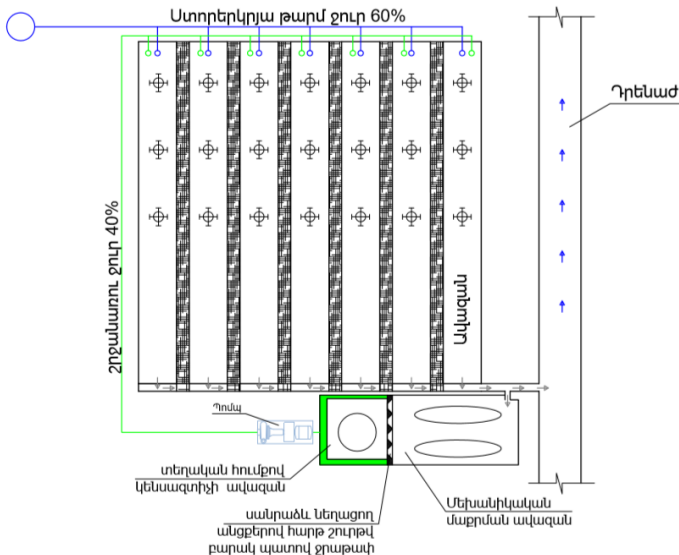 Ստորերկրյա թարմ ջուր 60%
Դրենաժ
Շրջանառու ջուր 40%
Ավազան
Պոմպ
տեղական հումքով
կենսազտիչի ավազան
սանրաձև նեղացող
անցքերով հարթ շուրթվ
բարակ պատով ջրաթափ
Մեխանիկական
մաքրման ավազան